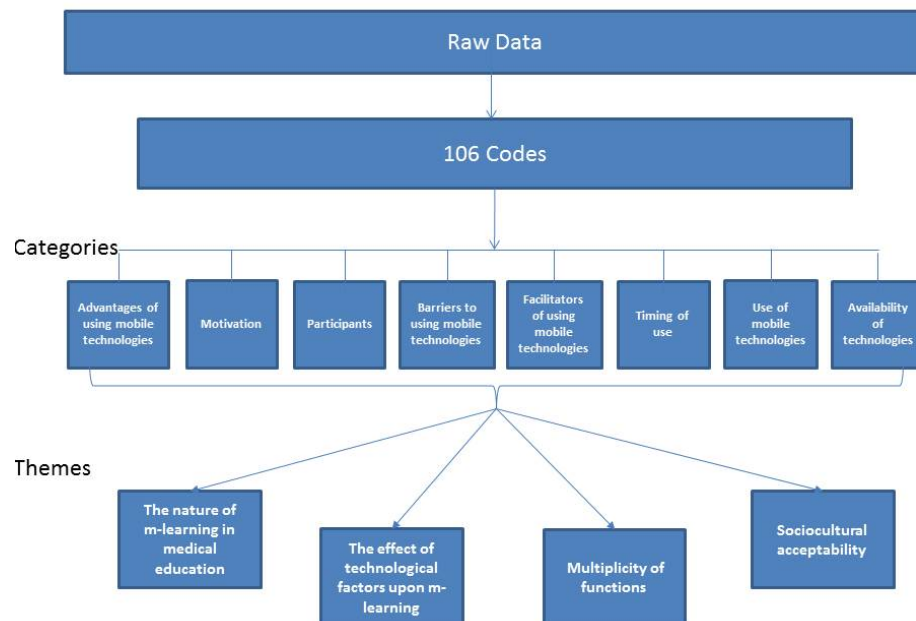 Raw Data
106 Codes
Categories
Advantages of
using mobile
technologies
Motivation
Participants
Barriers to
using mobile
technologies
Facilitators
of using
mobile
technologies
Timing of
use
Use of
mobile
technologies
Availability
of
technologies
Themes
The nature of
m-learning in
medical
education
The effect of
technological
factors upon m-
learning
Multiplicity of
functions
Sociocultural
acceptability